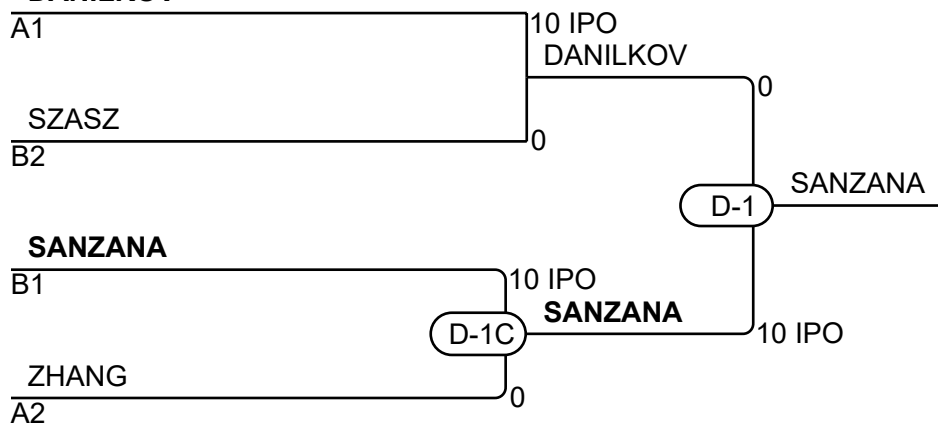 A1
10 IPO
DANILKOV
0
SZASZ
0
B2
D-1
SANZANA
SANZANA
B1
10 IPO
SANZANA
D-1C
10 IPO
ZHANG
0
A2